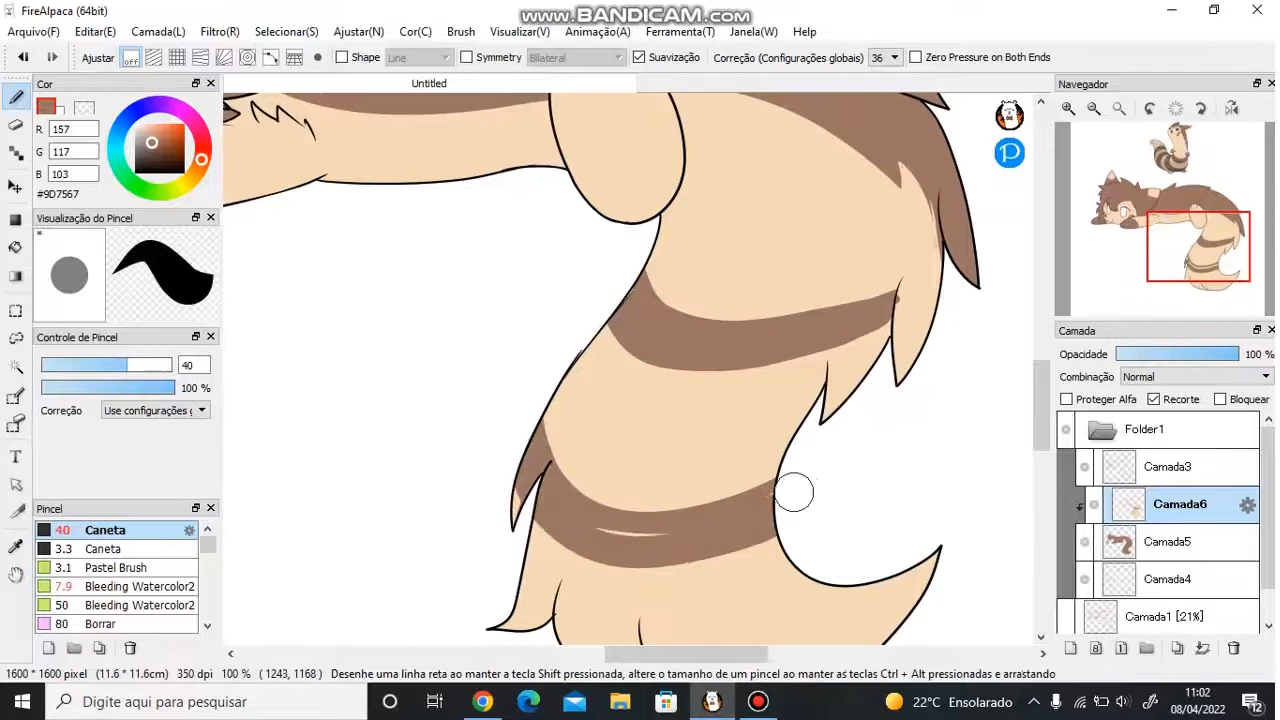 FireAlpaca (64bit)
www.BANDICAM.com
Arquivo(F) Editar(E) Camada(L) Filtro(R) Selecionar(S) Ajustar(N) Cor(C) Brush Visualizar(V) Animação(A) Ferramenta(T) Janela(W) Help
Ajustar off Shape Line Symmetry Bilateral Suavização Correção (Configurações globais) 36 Zero Pressure on Both Ends
Cor
Untitled
Navegador
R 157
G 117
B 103
#9D7567
Visualização do Pincel
Controle de Pincel
40
100 %
Correção Use configurações g
Camada
Opacidade 100 %
Combinação Normal
Proteger Alfa Recorte Bloquear
Folder1
Camada3
Camada6
Camada5
Camada4
Camada1 [21%]
Pincel
40 Caneta
3.3 Caneta
3.1 Pastel Brush
7.9 Bleeding Watercolor2
50 Bleeding Watercolor2
80 Borrar
1600 * 1600 pixel (11.6 * 11.6cm) 350 dpi 100 % ( 1243, 1168 ) Desenhe uma linha reta ao manter a tecla Shift pressionada, altere o tamanho de um pincel ao manter as teclas Ctrl + Alt pressionadas e arrastando
Digite aqui para pesquisar
22°C Ensolarado
11:02
08/04/2022
12